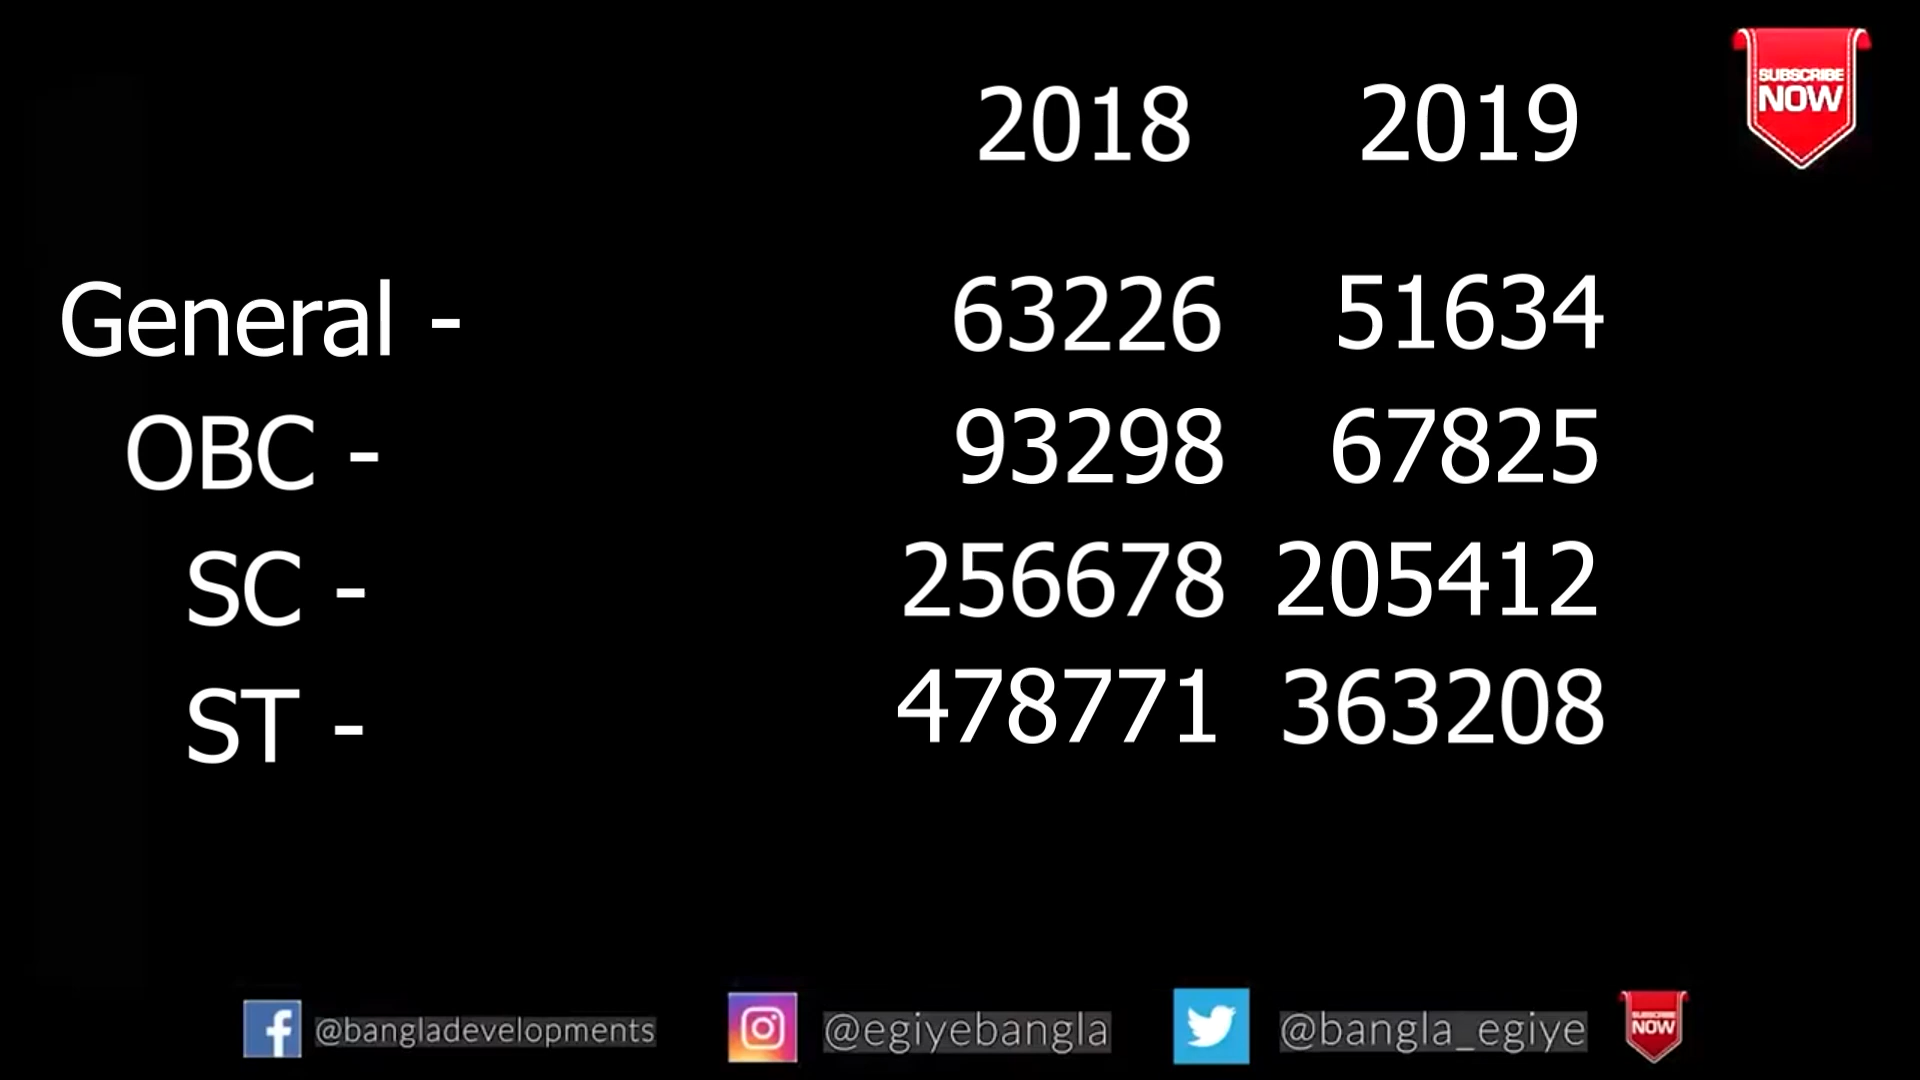 2018 2019
SUBSCRIBE
NOW
General - 63226 51634
OBC - 93298 67825
SC - 256678 205412
ST - 478771 363208
@bangladevelopments @egiyebangla @bangla_egiye
SUBSCRIBE
NOW